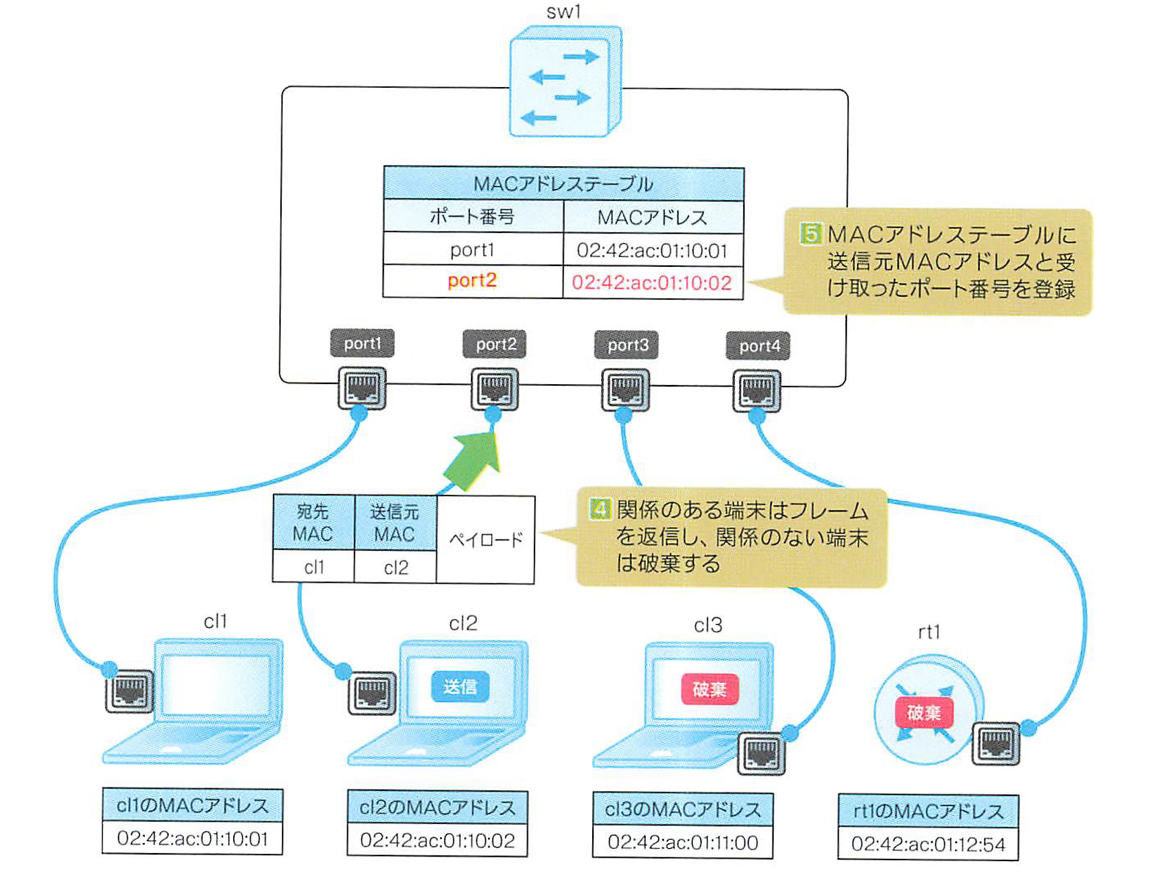 sw1
MACアドレステーブル
ポート番号 MACアドレス
port1 02:42:ac:01:10:01
port2 02:42:ac:01:10:02
5 MACアドレステーブルに
送信元MACアドレスと受
け取ったポート番号を登録
port1 port2 port3 port4
宛先
MAC
送信元
MAC
ペイロード
cl1 cl2
4 関係のある端末はフレーム
を返信し、関係のない端末
は破棄する
cl1
cl2
cl3
rt1
送信
破棄
破棄
cl1のMACアドレス
02:42:ac:01:10:01
cl2のMACアドレス
02:42:ac:01:10:02
cl3のMACアドレス
02:42:ac:01:11:00
rt1のMACアドレス
02:42:ac:01:12:54